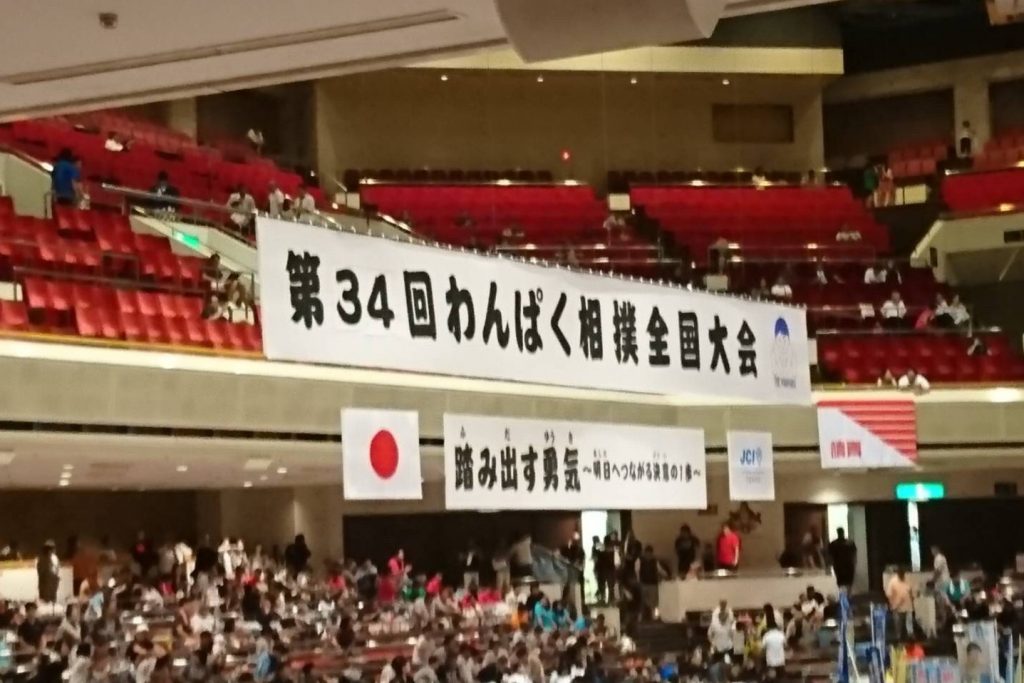 第34回わんぱく相撲全国大会
踏み出す勇気 ～明日へつながる決意の1歩～
JCI